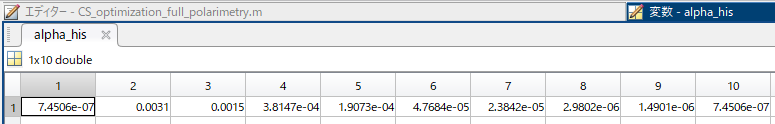 エディター - CS_optimization_full_polarimetry.m
変数 - alpha_his
alpha_his
1x10 double
1 2 3 4 5 6 7 8 9 10
1 7.4506e-07 0.0031 0.0015 3.8147e-04 1.9073e-04 4.7684e-05 2.3842e-05 2.9802e-06 1.4901e-06 7.4506e-07